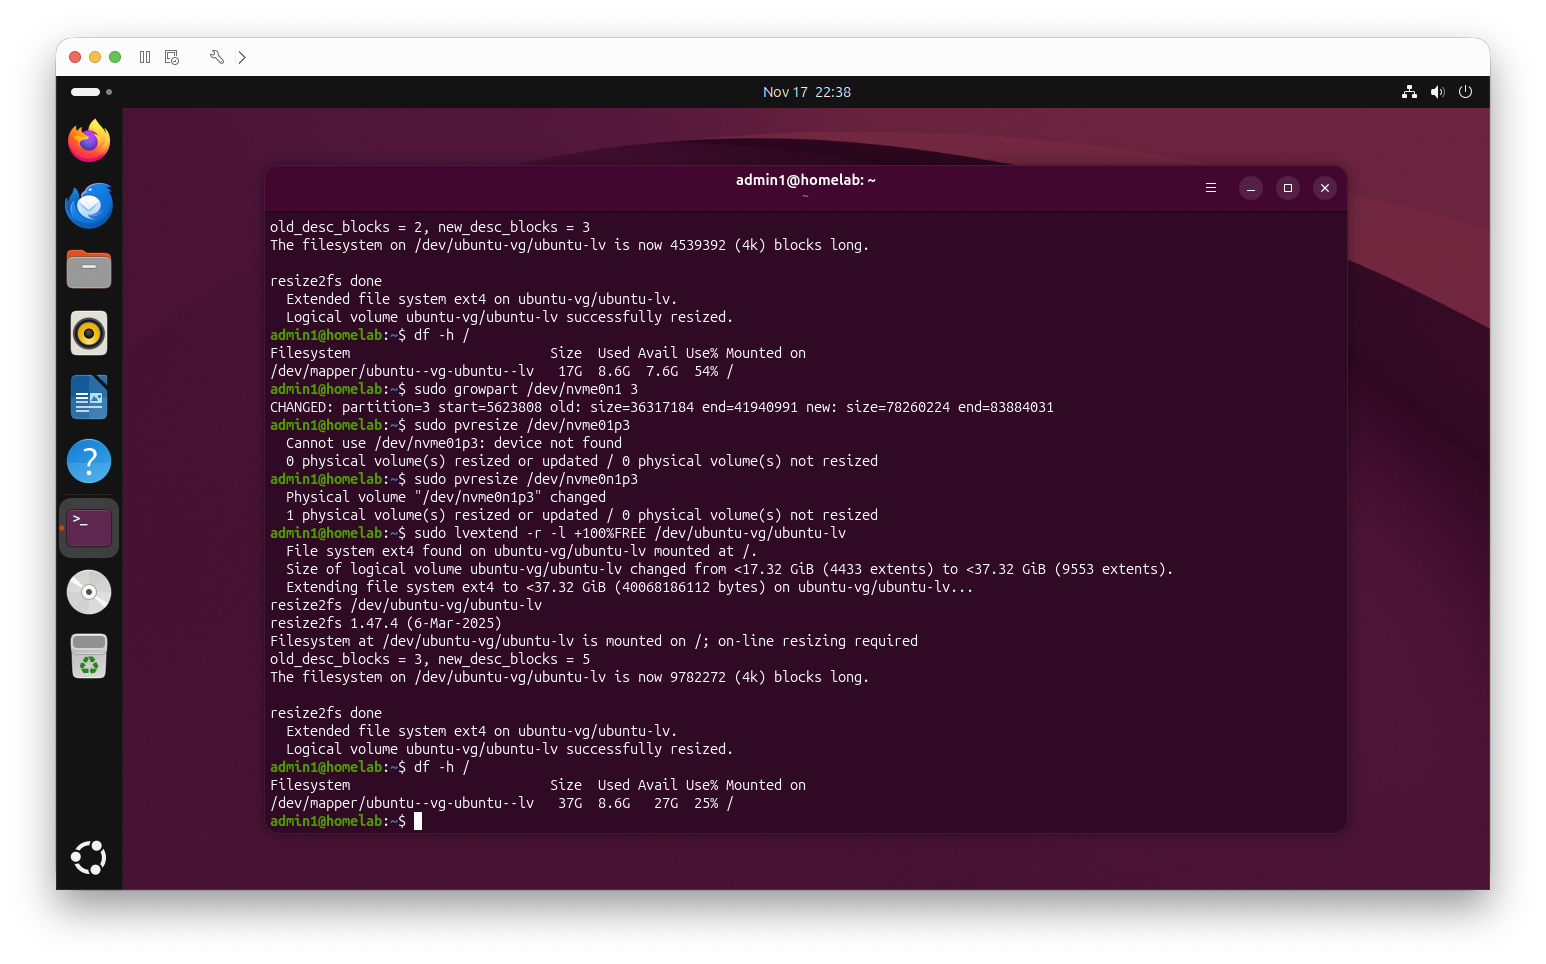 Nov 17 22:38
admin1@homelab: ~
~
old_desc_blocks = 2, new_desc_blocks = 3
The filesystem on /dev/ubuntu-vg/ubuntu-lv is now 4539392 (4k) blocks long.
resize2fs done
Extended file system ext4 on ubuntu-vg/ubuntu-lv.
Logical volume ubuntu-vg/ubuntu-lv successfully resized.
admin1@homelab:~$ df -h /
Filesystem Size Used Avail Use% Mounted on
/dev/mapper/ubuntu--vg-ubuntu--lv 17G 8.6G 7.6G 54% /
admin1@homelab:~$ sudo growpart /dev/nvme0n1 3
CHANGED: partition=3 start=5623808 old: size=36317184 end=41940991 new: size=78260224 end=83884031
admin1@homelab:~$ sudo pvresize /dev/nvme01p3
Cannot use /dev/nvme01p3: device not found
0 physical volume(s) resized or updated / 0 physical volume(s) not resized
admin1@homelab:~$ sudo pvresize /dev/nvme0n1p3
Physical volume "/dev/nvme0n1p3" changed
1 physical volume(s) resized or updated / 0 physical volume(s) not resized
admin1@homelab:~$ sudo lvextend -r -l +100%FREE /dev/ubuntu-vg/ubuntu-lv
File system ext4 found on ubuntu-vg/ubuntu-lv mounted at /.
Size of logical volume ubuntu-vg/ubuntu-lv changed from <17.32 GiB (4433 extents) to <37.32 GiB (9553 extents).
Extending file system ext4 to <37.32 GiB (40068186112 bytes) on ubuntu-vg/ubuntu-lv...
resize2fs /dev/ubuntu-vg/ubuntu-lv
resize2fs 1.47.4 (6-Mar-2025)
Filesystem at /dev/ubuntu-vg/ubuntu-lv is mounted on /; on-line resizing required
old_desc_blocks = 3, new_desc_blocks = 5
The filesystem on /dev/ubuntu-vg/ubuntu-lv is now 9782272 (4k) blocks long.
resize2fs done
Extended file system ext4 on ubuntu-vg/ubuntu-lv.
Logical volume ubuntu-vg/ubuntu-lv successfully resized.
admin1@homelab:~$ df -h /
Filesystem Size Used Avail Use% Mounted on
/dev/mapper/ubuntu--vg-ubuntu--lv 37G 8.6G 27G 25% /
admin1@homelab:~$